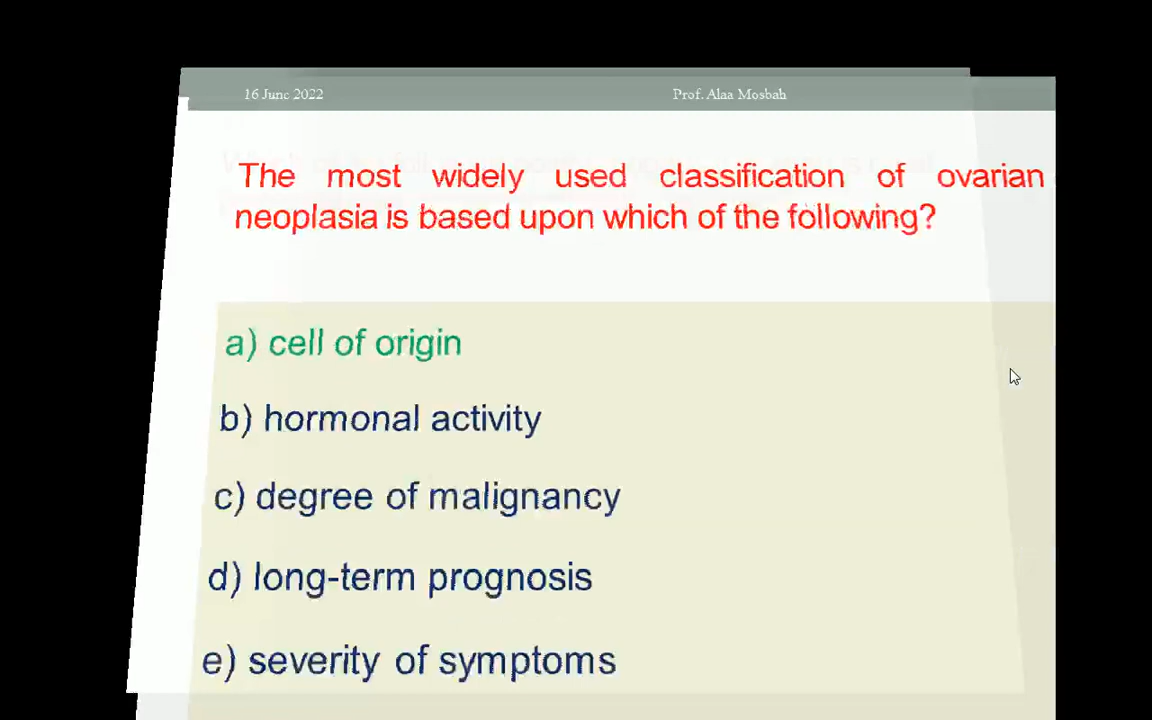 16 June 2022 Prof. Alaa Mosbah
The most widely used classification of ovarian
neoplasia is based upon which of the following?
a) cell of origin
b) hormonal activity
c) degree of malignancy
d) long-term prognosis
e) severity of symptoms